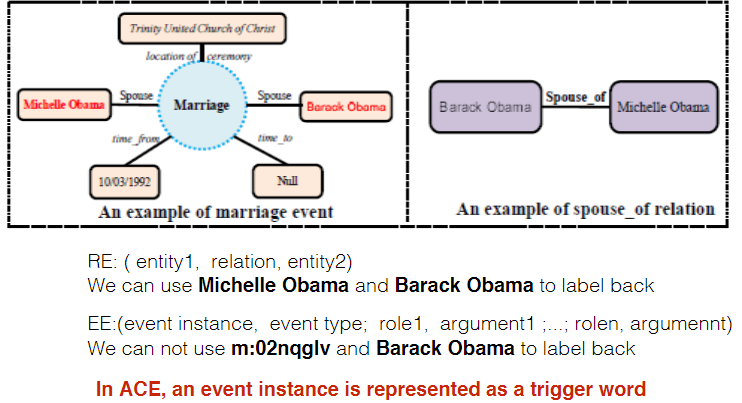 Trinity United Church of Christ
location of ceremony
Michelle Obama
Spouse
Marriage
Spouse
Barack Obama
time_from
time_to
10/03/1992
Null
An example of marriage event
Barack Obama
Spouse_of
Michelle Obama
An example of spouse_of relation
RE: ( entity1, relation, entity2)
We can use Michelle Obama and Barack Obama to label back
EE:(event instance, event type; role1, argument1 ;...; rolen, argumennt)
We can not use m:02nqglv and Barack Obama to label back
In ACE, an event instance is represented as a trigger word